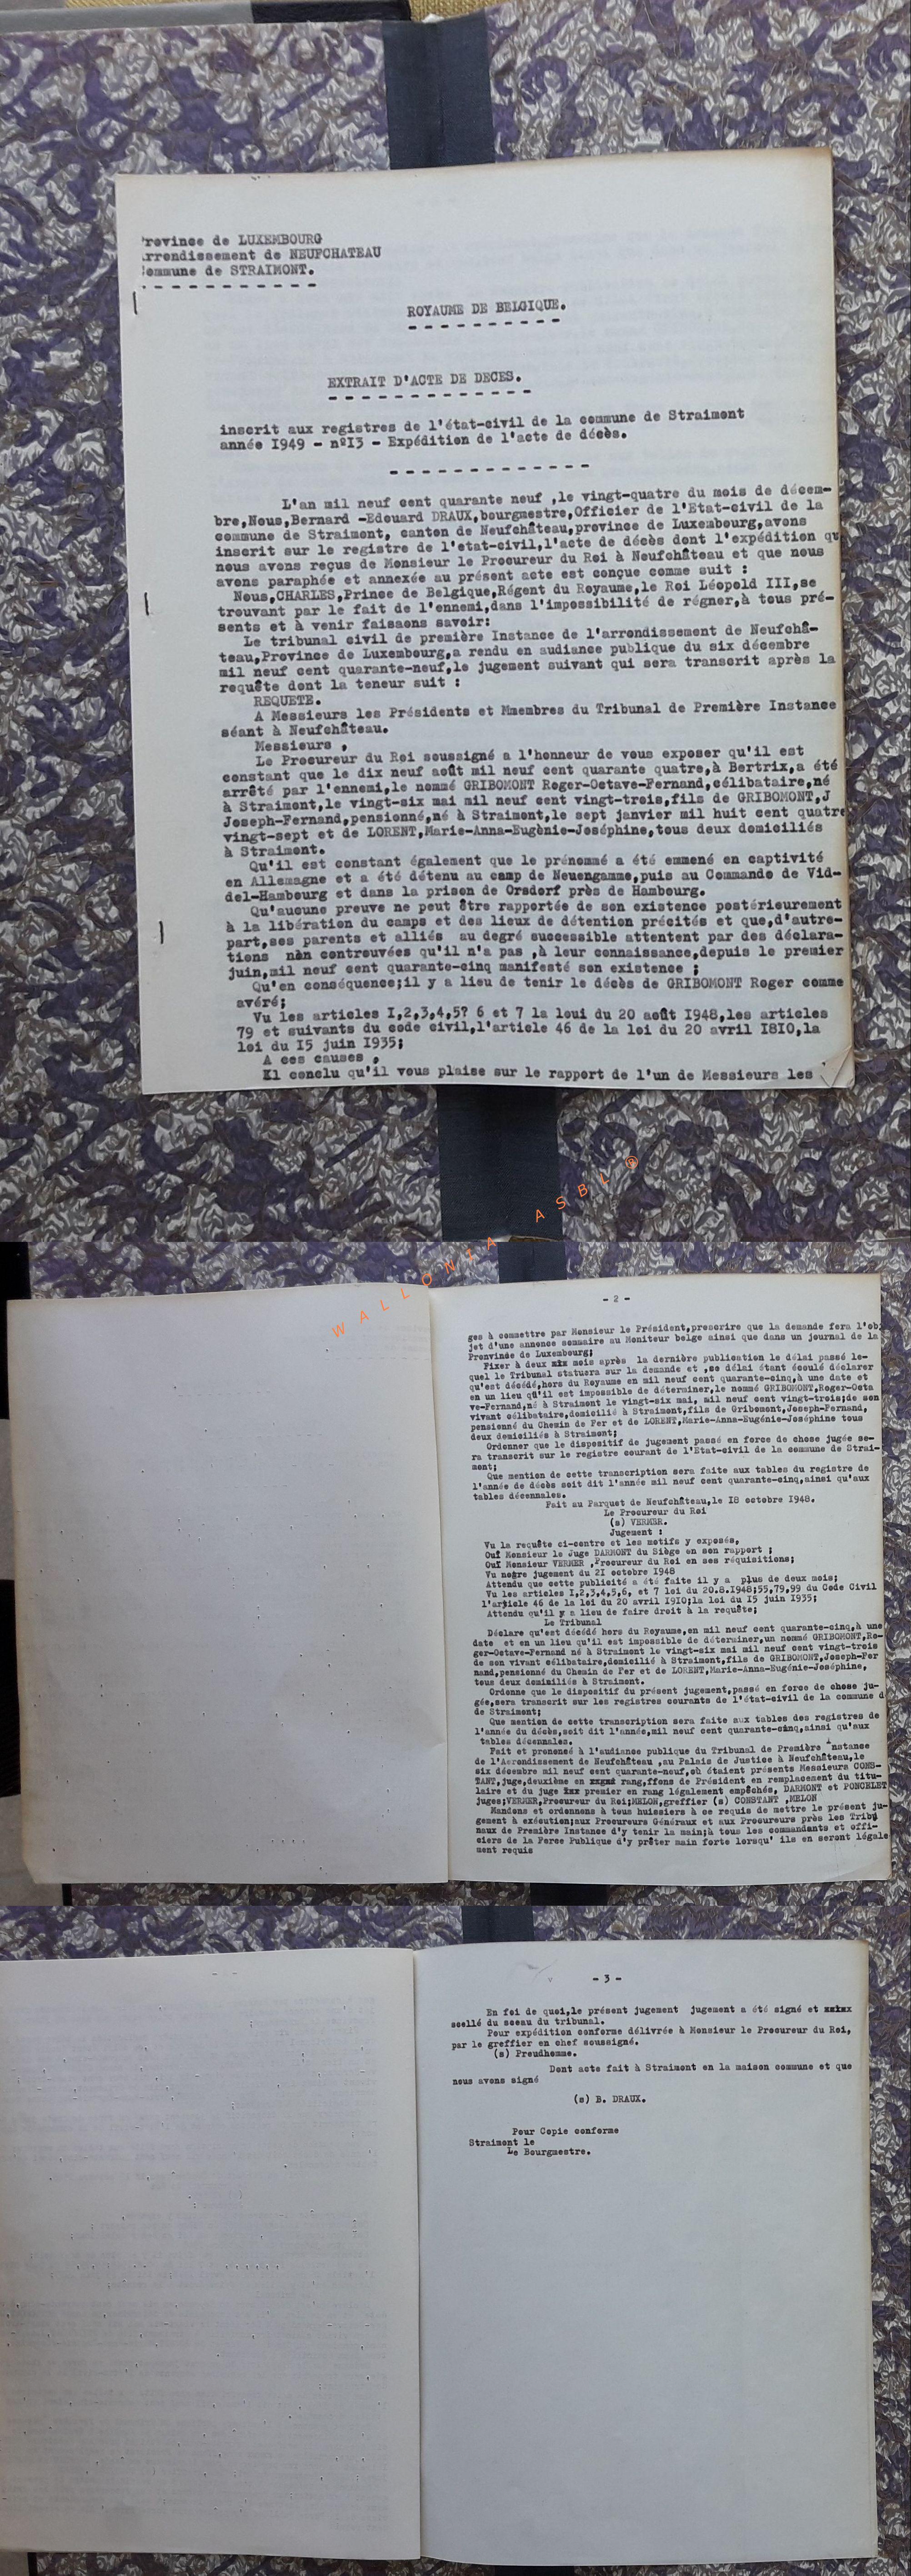 rovince de LUXEMBOURG
rrondissement de NEUFCHATEAU
ommune de STRAIMONT.
- - - - - - - - - - -
ROYAUME DE BELGIQUE.
- - - - - - - - - -
EXTRAIT D'ACTE DE DECES.
- - - - - - - - - - - - -
inscrit aux registres de l'état-civil de la commune de Straimont
année I949 - nºI3 - Expédition de l'acte de décès.
- - - - - - - - - - - - -
L'an mil neuf cent quarante neuf ,le vingt-quatre du mois de décem-
bre,Nous,Bernard -Edouard DRAUX,bourgmestre,Officier de l'Etat-civil de la
commune de Straimont, canton de Neufchâteau,province de Luxembourg,avons
inscrit sur le registre de l'etat-civil,l'acte de décès dont l'expédition qu
nous avons reçus de Monsieur le Procureur du Roi à Neufchâteau et que nous
avons paraphée et annexée au présent acte est conçue comme suit :
Nous,CHARLES,Prince de Belgique,Régent du Royaume,le Roi Léopold III,se
trouvant par le fait de l'ennemi,dans l'impossibilité de régner,à tous pré-
sents et à venir faisaons savoir:
Le tribunal civil de première Instance de l'arrondissement de Neufchâ-
teau,Province de Luxembourg,a rendu en audiance publique du six décembre
mil neuf cent quarante-neuf,le jugement suivant qui sera transcrit après la
requête dont la teneur suit :
REQUETE.
A Messieurs les Présidents et Mmembres du Tribunal de Première Instance
séant à Neufchâteau.
Messieurs ,
Le Procureur du Roi soussigné a l'honneur de vous exposer qu'il est
constant que le dix neuf août mil neuf cent quarante quatre,à Bertrix,a été
arrêté par l'ennemi,le nommé GRIBOMONT Roger-Octave-Fernand,célibataire,né
à Straimont,le vingt-six mai mil neuf cent vingt-trois,fils de GRIBOMONT,J
Joseph-Fernand,pensionné,né à Straimont,le sept janvier mil huit cent quatre
vingt-sept et de LORENT,Marie-Anna-Eugènie-Joséphine,tous deux domiciliés
à Straimont.
Qu'il est constant également que le prénommé a été emmené en captivité
en Allemagne et a été détenu au camp de Neuengamme,puis au Commando de Vid-
del-Hambourg et dans la prison de Orsdorf près de Hambourg.
Qu'aucune preuve ne peut être rapportée de son existence postérieurement
à la libération du camps et des lieux de détention précités et que,d'autre-
part,ses parents et alliés au degré successible attentent par des déclara-
tions nàn controuvées qu'il n'a pas ,à leur connaissance,depuis le premier
juin,mil neuf cent quarante-cinq manifesté son existence ;
Qu'en conséquence;il y a lieu de tenir le décès de GRIBOMONT Roger comme
avéré;
Vu les articles I,2,3,4,5? 6 et 7 la loui du 20 août I948,les articles
79 et suivants du code civil,l'article 46 de la loi du 20 avril I8I0,la
loi du I5 juin I935;
A ces causes ,
Il conclu qu'il vous plaise sur le rapport de l'un de Messieurs les
WALLONIA ASBL ®
- 2 -
ges à commettre par Monsieur le Président,prescrire que la demande fera l'ob
jet d'une annonce sommaire au Moniteur belge ainsi que dans un journal de la
Pronvinde de Luxembourg;
Fixer à deux xix mois après la dernière publication le délai passé le-
quel le Tribunal statuera sur la demande et ,se délai étant écoulé déclarer
qu'est décédé,hors du Royaume en mil neuf cent quarante-cinq,à une date et
en un lieu qu'il est impossible de déterminer,le nommé GRIBOMONT,Roger-Octa
ve-Fernand,né à Straimont le vingt-six mai, mil neuf cent vingt-trois;de son
vivant célibataire,domicilié à Straimont,fils de Gribomont,Joseph-Fernand,
pensionné du Chemin de Fer et de LORENT,Marie-Anna-Eugénie-Joséphine tous
deux domiciliés à Straimont;
Ordonner que le dispositif de jugement passé en force de chose jugée se-
ra transcrit sur le registre courant de l'Etat-civil de la commune de Strai-
mont;
Que mention de cette transcription sera faite aux tables du registre de
l'année de décès soit dit l'année mil neuf cent quarante-cinq,ainsi qu'aux
tables décennales.
Fait au Parquet de Neufchâteau,le I8 octobre I948.
Le Procureur du Roi
(s) VERMER.
Jugement :
Vu la requête ci-contre et les motifs y exposés,
Ouï Monsieur le Juge DARMONT du Siège en son rapport ;
Ouï Monsieur VERMER ,Procureur du Roi en ses réquisitions;
Vu notre jugement du 2I octobre I948
Attendu que cette publicité a été faite il y a plus de deux mois;
Vu les articles I,2,3,4,5,6, et 7 loi du 20.8.I948;55,79,99 du Code Civil
l'article 46 de la loi du 20 avril I9I0;la loi du I5 juin I935;
Attendu qu'il y a lieu de faire droit à la requête;
Le Tribunal
Déclare qu'est décédé hors du Royaume,en mil neuf cent quarante-cinq,à une
date et en un lieu qu'il est impossible de déterminer,un nommé GRIBOMONT,Ro-
ger-Octave-Fernand né à Straimont le vingt-six mai mil neuf cent vingt-trois
de son vivant célibataire,domicilié à Straimont,fils de GRIBOMONT,Joseph-Fer
nand,pensionné du Chemin de Fer et de LORENT,Marie-Anna-Eugénie-Joséphine,
tous deux domiciliés à Straimont.
Ordonne que le dispositif du présent jugement,passé en force de chose ju-
gée,sera transcrit sur les registres courants de l'état-civil de la commune d
de Straimont;
Que mention de cette transcription sera faite aux tables des registres de
l'année du décès,soit dit l'année,mil neuf cent quarante-cinq,ainai qu'aux
tables décennales.
Fait et prononcé à l'audience publique du Tribunal de Première Instance
de l'Aerondissement de Neufchâteau ,au Palais de Justice à Neufchâteau,le
six décembre mil neuf cent quarante-neuf,où étaient présents Messieurs CONS-
TANT,juge,deuxième en rang,ffons de Président en remplacement du titu-
laire et du juge xxx premier en rang légalement empêchés, DARMONT et PONCELET
juges;VERMER,Procureur du Roi;MELON,greffier (s) CONSTANT ,MELON
Mandons et ordonnons à tous huissiers à ce requis de mettre le présent ju-
gement à exécution;aux Procureurs Généraux et aux Procureurs près les Tribu
naux de Première Instance d'y tenir la main;à tous les commandants et offi-
ciers de la Force Publique d'y prêter main forte lorsqu' ils en seront légale
ment requis
- 3 -
En foi de quoi,le présent jugement jugement a été signé et xxxxx
scellé du sceau du tribunal.
Pour expédition conforme délivrée à Monsieur le Procureur du Roi,
par le greffier en chef soussigné.
(s) Preudhomme.
Dont acte fait à Straimont en la maison commune et que
nous avons signé
(s) B. DRAUX.
Pour Copie conforme
Straimont le
Le Bourgmestre.